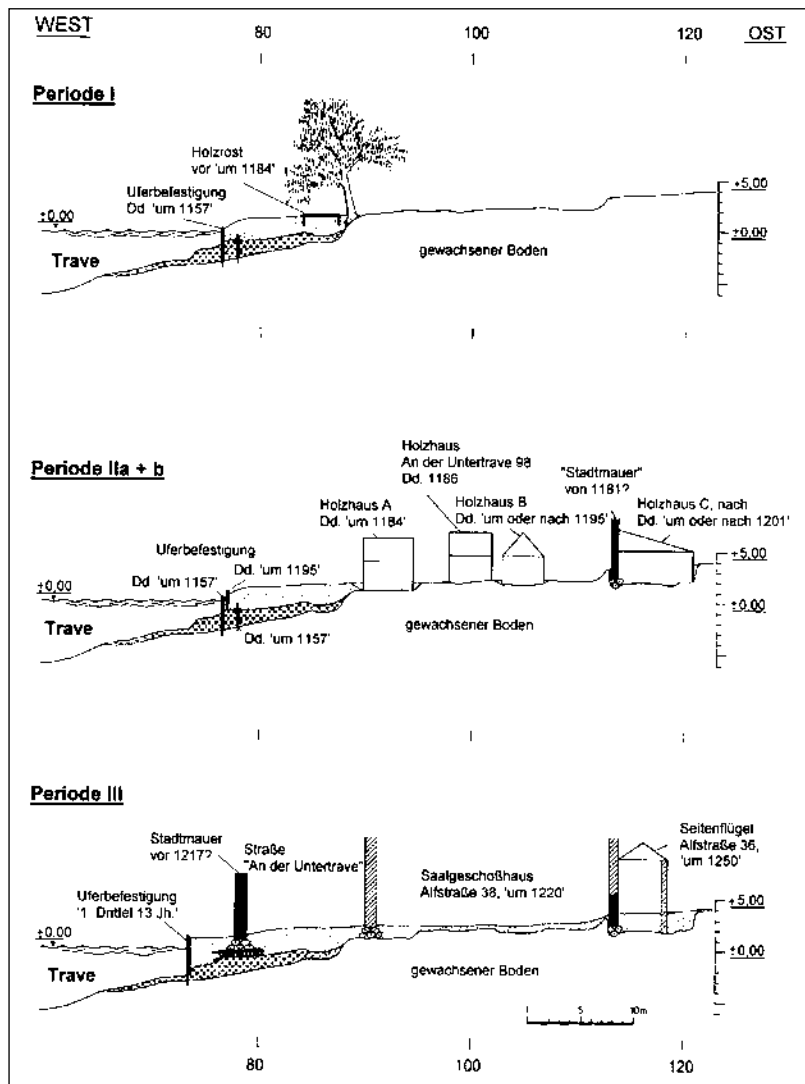 WEST 80 100 120 OST
Periode I
Holzrost
vor 'um 1184'
Uferbefestigung
Dd. 'um 1157'
±0,00
Trave
gewachsener Boden
+5,00
±0,00
Periode IIa + b
Holzhaus
An der Untertrave 98
Dd. 1186
"Stadtmauer"
von 1181?
Holzhaus A
Dd. 'um 1184'
Holzhaus B
Dd. 'um oder nach 1195'
Holzhaus C, nach
Dd. 'um oder nach 1201'
Uferbefestigung
Dd. 'um 1195'
Dd. 'um 1157'
±0,00
Trave
Dd. 'um 1157'
gewachsener Boden
+5,00
±0,00
Periode III
Stadtmauer
vor 1217?
Straße
"An der Untertrave"
Seitenflügel
Alfstraße 36,
'um 1250'
Saalgeschoßhaus
Alfstraße 38, 'um 1220'
Uferbefestigung
'1. Drittel 13 Jh.'
±0,00
Trave
gewachsener Boden
+5,00
±0,00
5 10m
80 100 120